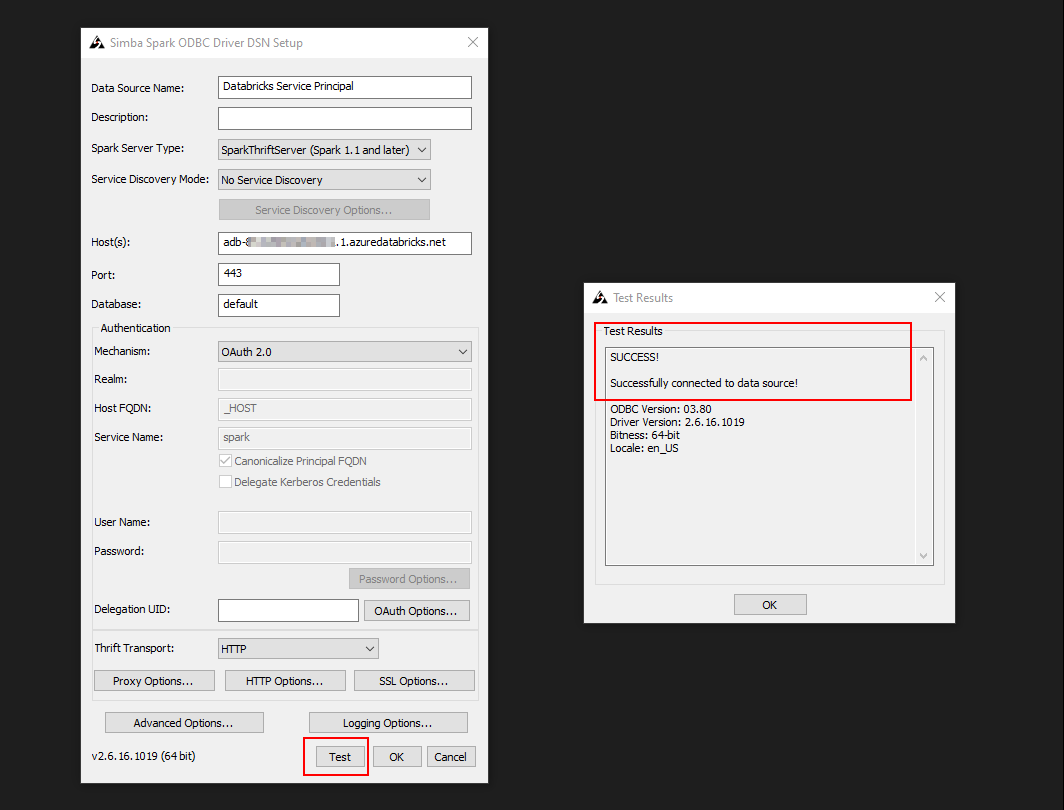 Simba Spark ODBC Driver DSN Setup
Data Source Name: Databricks Service Principal
Description:
Spark Server Type: SparkThriftServer (Spark 1.1 and later)
Service Discovery Mode: No Service Discovery
Service Discovery Options...
Host(s): adb- .1.azuredatabricks.net
Port: 443
Database: default
Authentication
Mechanism: OAuth 2.0
Realm:
Host FQDN: _HOST
Service Name: spark
Canonicalize Principal FQDN
Delegate Kerberos Credentials
User Name:
Password:
Password Options...
Delegation UID: OAuth Options...
Thrift Transport: HTTP
Proxy Options... HTTP Options... SSL Options...
Advanced Options... Logging Options...
v2.6.16.1019 (64 bit) Test OK Cancel
Test Results
Test Results
SUCCESS!
Successfully connected to data source!
ODBC Version: 03.80
Driver Version: 2.6.16.1019
Bitness: 64-bit
Locale: en_US
OK